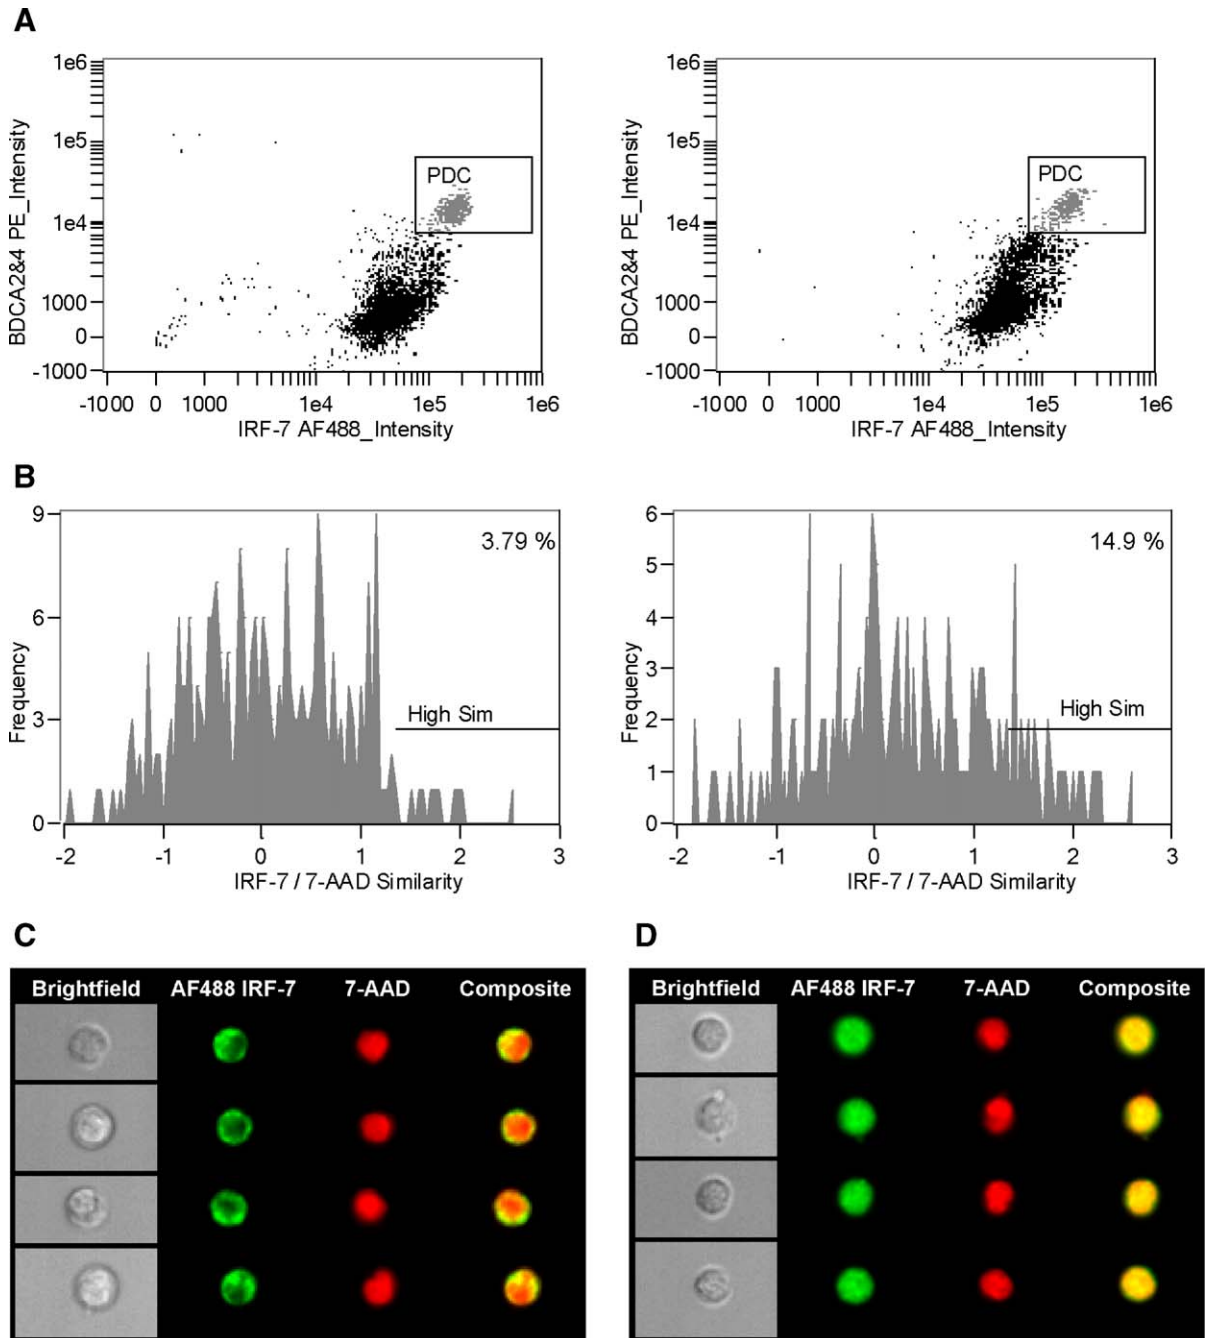 A
1e6
1e5
1e4
1000
0
-1000
BDCA2&4 PE_Intensity
PDC
-1000 0 1000 1e4 1e5 1e6
IRF-7 AF488_Intensity
1e6
1e5
1e4
1000
0
-1000
BDCA2&4 PE_Intensity
PDC
-1000 0 1000 1e4 1e5 1e6
IRF-7 AF488_Intensity
B
9
6
3
0
Frequency
3.79 %
High Sim
-2 -1 0 1 2 3
IRF-7 / 7-AAD Similarity
6
5
4
3
2
1
0
Frequency
14.9 %
High Sim
-2 -1 0 1 2 3
IRF-7 / 7-AAD Similarity
C
Brightfield AF488 IRF-7 7-AAD Composite
D
Brightfield AF488 IRF-7 7-AAD Composite